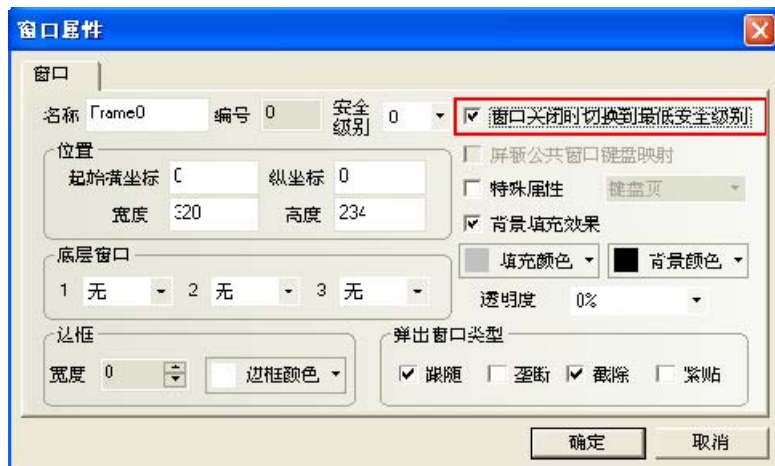 窗口属性
窗口
名称 Frame0 编号 0 安全级别 0 窗口关闭时切换到最低安全级别
位置 屏蔽公共窗口键盘映射
起始横坐标 0 纵坐标 0 特殊属性 键盘页
宽度 320 高度 234 背景填充效果
底层窗口 填充颜色 背景颜色
1 无 2 无 3 无 透明度 0%
边框 弹出窗口类型
宽度 0 边框颜色 跟随 垄断 截除 紧贴
确定 取消